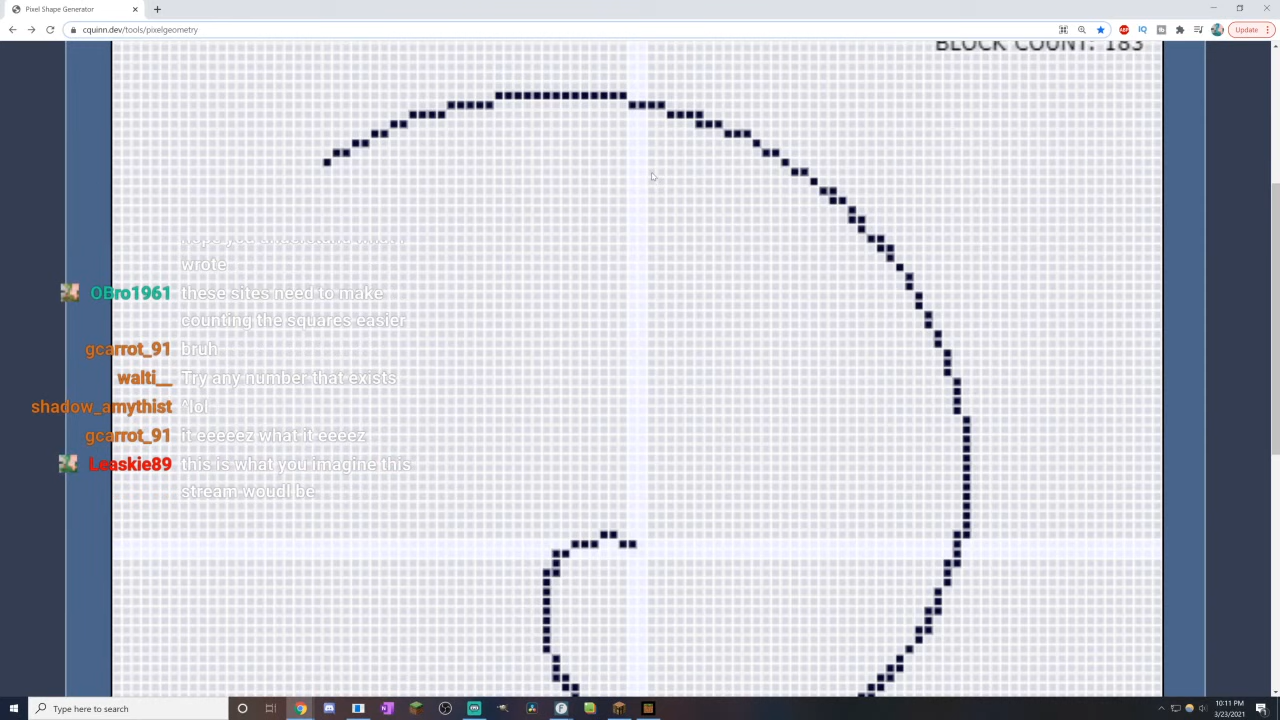 Pixel Shape Generator
cquinn.dev/tools/pixelgeometry
Update
BLOCK COUNT: 183
wrote
OBro1961 these sites need to make
counting the squares easier
gcarrot_91 bruh
walti__ Try any number that exists
shadow_amythist ^lol
gcarrot_91 it eeeeez what it eeeez
Leaskie89 this is what you imagine this
stream woudl be
Type here to search
10:11 PM
3/23/2021